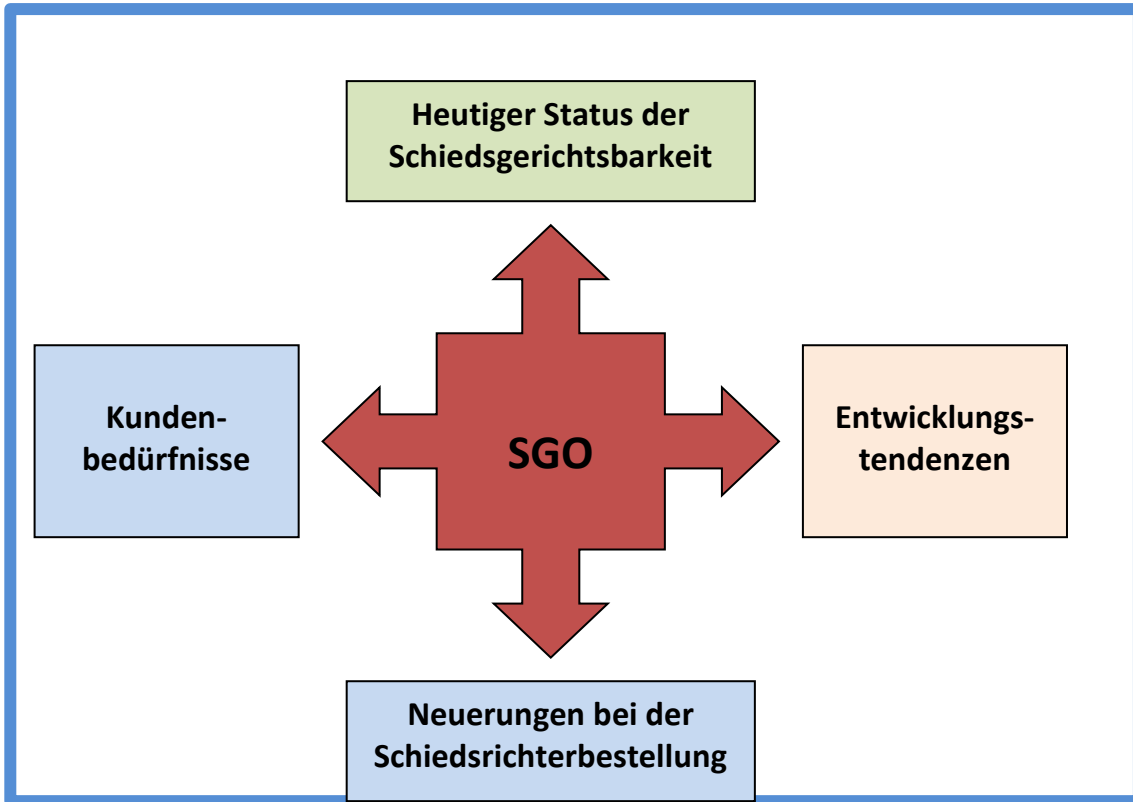 Heutiger Status der
Schiedsgerichtsbarkeit
Kunden-
bedürfnisse
SGO
Entwicklungs-
tendenzen
Neuerungen bei der
Schiedsrichterbestellung